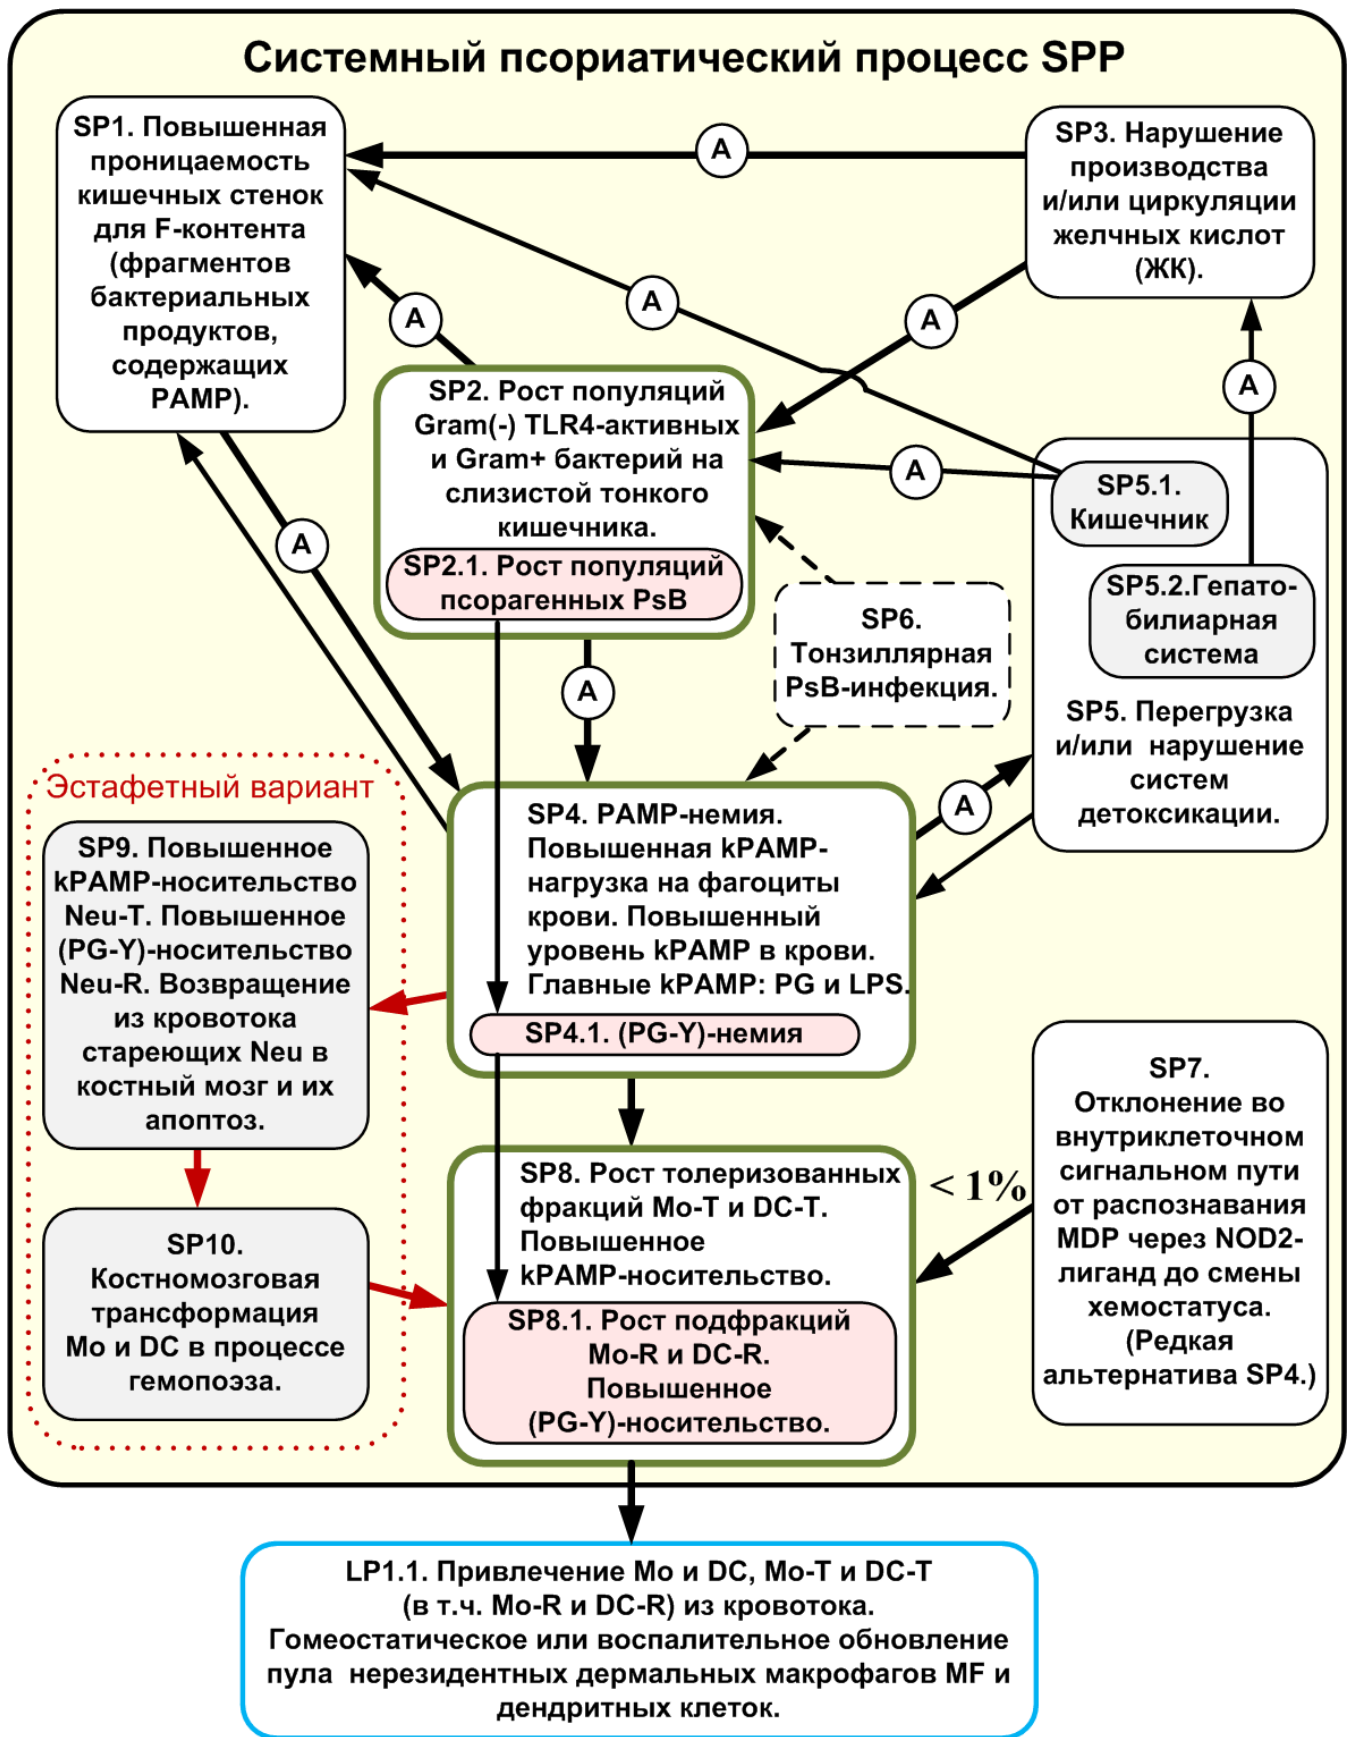 Системный псориатический процесс SPP
SP1. Повышенная
проницаемость
кишечных стенок
для F-контента
(фрагментов
бактериальных
продуктов,
содержащих
PAMP).
A
SP3. Нарушение
производства
и/или циркуляции
желчных кислот
(ЖК).
A
A
A
A
SP2. Рост популяций
Gram(-) TLR4-активных
и Gram+ бактерий на
слизистой тонкого
кишечника.
SP2.1. Рост популяций
псорагенных PsB
A
A
SP5.1.
Кишечник
SP5.2.Гепато-
билиарная
система
SP5. Перегрузка
и/или нарушение
систем
детоксикации.
SP6.
Тонзиллярная
PsB-инфекция.
A
A
Эстафетный вариант
SP9. Повышенное
kPAMP-носительство
Neu-T. Повышенное
(PG-Y)-носительство
Neu-R. Возвращение
из кровотока
стареющих Neu в
костный мозг и их
апоптоз.
SP4. PAMP-немия.
Повышенная kPAMP-
нагрузка на фагоциты
крови. Повышенный
уровень kPAMP в крови.
Главные kPAMP: PG и LPS.
SP4.1. (PG-Y)-немия
SP7.
Отклонение во
внутриклеточном
сигнальном пути
от распознавания
MDP через NOD2-
лиганд до смены
хемостатуса.
(Редкая
альтернатива SP4.)
< 1%
SP8. Рост толеризованных
фракций Mo-T и DC-T.
Повышенное
kPAMP-носительство.
SP8.1. Рост подфракций
Mo-R и DC-R.
Повышенное
(PG-Y)-носительство.
SP10.
Костномозговая
трансформация
Mo и DC в процессе
гемопоэза.
LP1.1. Привлечение Mo и DC, Mo-T и DC-T
(в т.ч. Mo-R и DC-R) из кровотока.
Гомеостатическое или воспалительное обновление
пула нерезидентных дермальных макрофагов MF и
дендритных клеток.